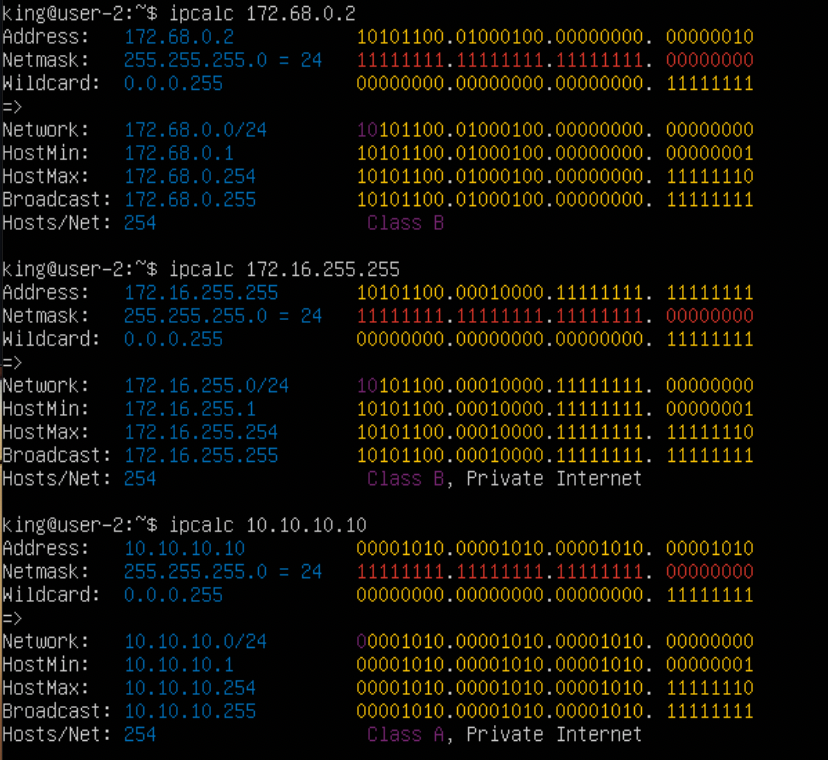 king@user-2:~$ ipcalc 172.68.0.2
Address:   172.68.0.2           10101100.01000100.00000000. 00000010
Netmask:   255.255.255.0 = 24   11111111.11111111.11111111. 00000000
Wildcard:  0.0.0.255            00000000.00000000.00000000. 11111111
=>
Network:   172.68.0.0/24        10101100.01000100.00000000. 00000000
HostMin:   172.68.0.1           10101100.01000100.00000000. 00000001
HostMax:   172.68.0.254         10101100.01000100.00000000. 11111110
Broadcast: 172.68.0.255         10101100.01000100.00000000. 11111111
Hosts/Net: 254                   Class B
king@user-2:~$ ipcalc 172.16.255.255
Address:   172.16.255.255       10101100.00010000.11111111. 11111111
Netmask:   255.255.255.0 = 24   11111111.11111111.11111111. 00000000
Wildcard:  0.0.0.255            00000000.00000000.00000000. 11111111
=>
Network:   172.16.255.0/24      10101100.00010000.11111111. 00000000
HostMin:   172.16.255.1         10101100.00010000.11111111. 00000001
HostMax:   172.16.255.254       10101100.00010000.11111111. 11111110
Broadcast: 172.16.255.255       10101100.00010000.11111111. 11111111
Hosts/Net: 254                   Class B, Private Internet
king@user-2:~$ ipcalc 10.10.10.10
Address:   10.10.10.10          00001010.00001010.00001010. 00001010
Netmask:   255.255.255.0 = 24   11111111.11111111.11111111. 00000000
Wildcard:  0.0.0.255            00000000.00000000.00000000. 11111111
=>
Network:   10.10.10.0/24        00001010.00001010.00001010. 00000000
HostMin:   10.10.10.1           00001010.00001010.00001010. 00000001
HostMax:   10.10.10.254         00001010.00001010.00001010. 11111110
Broadcast: 10.10.10.255         00001010.00001010.00001010. 11111111
Hosts/Net: 254                   Class A, Private Internet